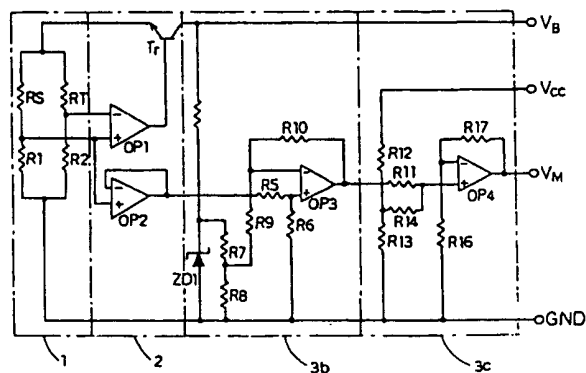 VB
Tr
VCC
RS
RT
R10
R17
OP1
R12
VM
R1
R2
R11
R5
OP3
OP4
R14
OP2
R9
R6
R7
R13
R16
ZD1
R8
GND
1
2
3b
3c